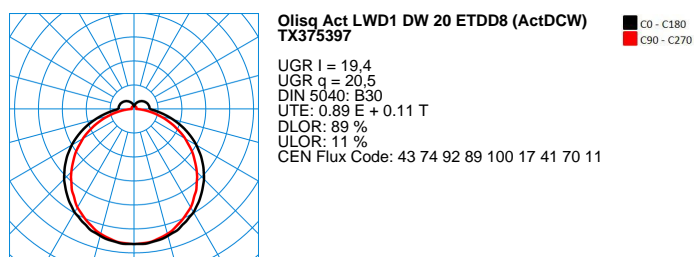 Olisq Act LWD1 DW 20 ETDD8 (ActDCW)
TX375397
UGR l = 19,4
UGR q = 20,5
DIN 5040: B30
UTE: 0.89 E + 0.11 T
DLOR: 89 %
ULOR: 11 %
CEN Flux Code: 43 74 92 89 100 17 41 70 11
C0 - C180
C90 - C270